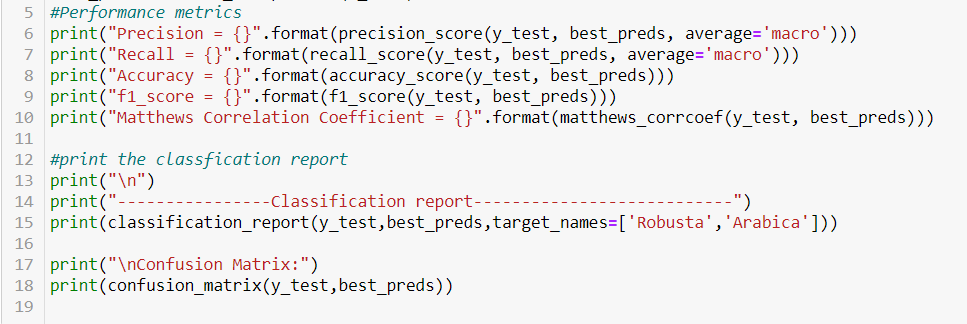 5 #Performance metrics
6 print("Precision = {}".format(precision_score(y_test, best_preds, average='macro')))
7 print("Recall = {}".format(recall_score(y_test, best_preds, average='macro')))
8 print("Accuracy = {}".format(accuracy_score(y_test, best_preds)))
9 print("f1_score = {}".format(f1_score(y_test, best_preds)))
10 print("Matthews Correlation Coefficient = {}".format(matthews_corrcoef(y_test, best_preds)))
11
12 #print the classfication report
13 print("\n")
14 print("----------------Classification report---------------------------")
15 print(classification_report(y_test,best_preds,target_names=['Robusta','Arabica']))
16
17 print("\nConfusion Matrix:")
18 print(confusion_matrix(y_test,best_preds))
19